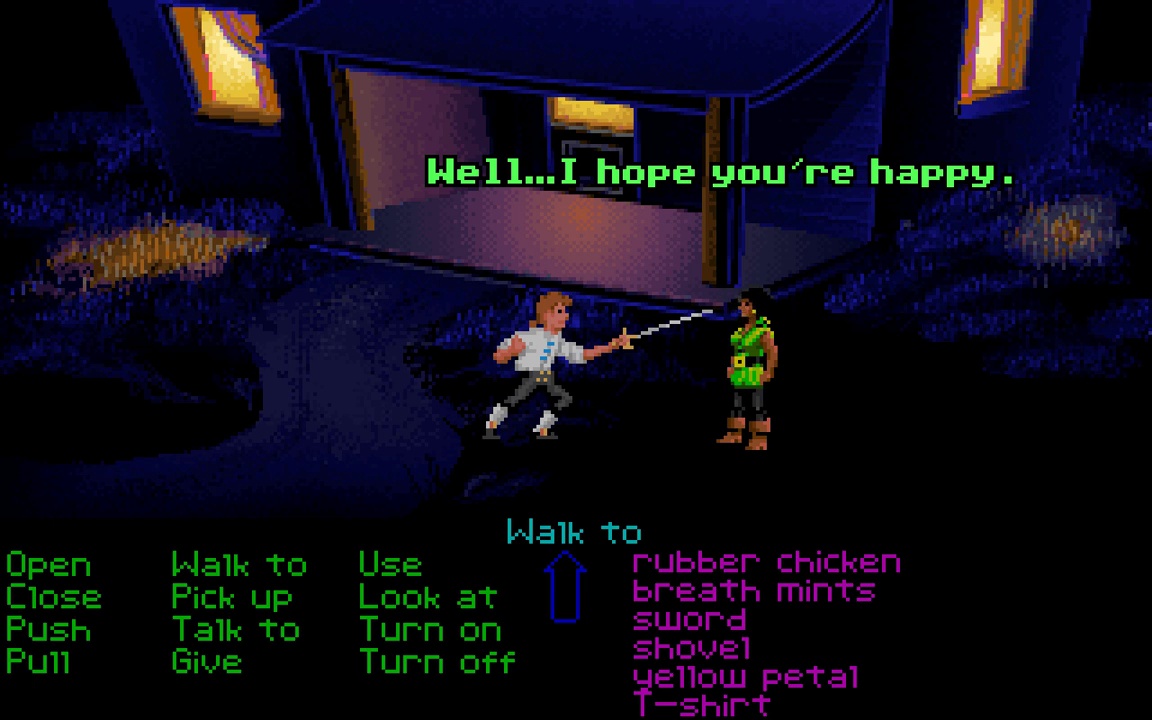 Well...I hope you're happy.
Walk to
Open Walk to Use rubber chicken
Close Pick up Look at breath mints
Push Talk to Turn on sword
Pull Give Turn off shovel
yellow petal
T-shirt